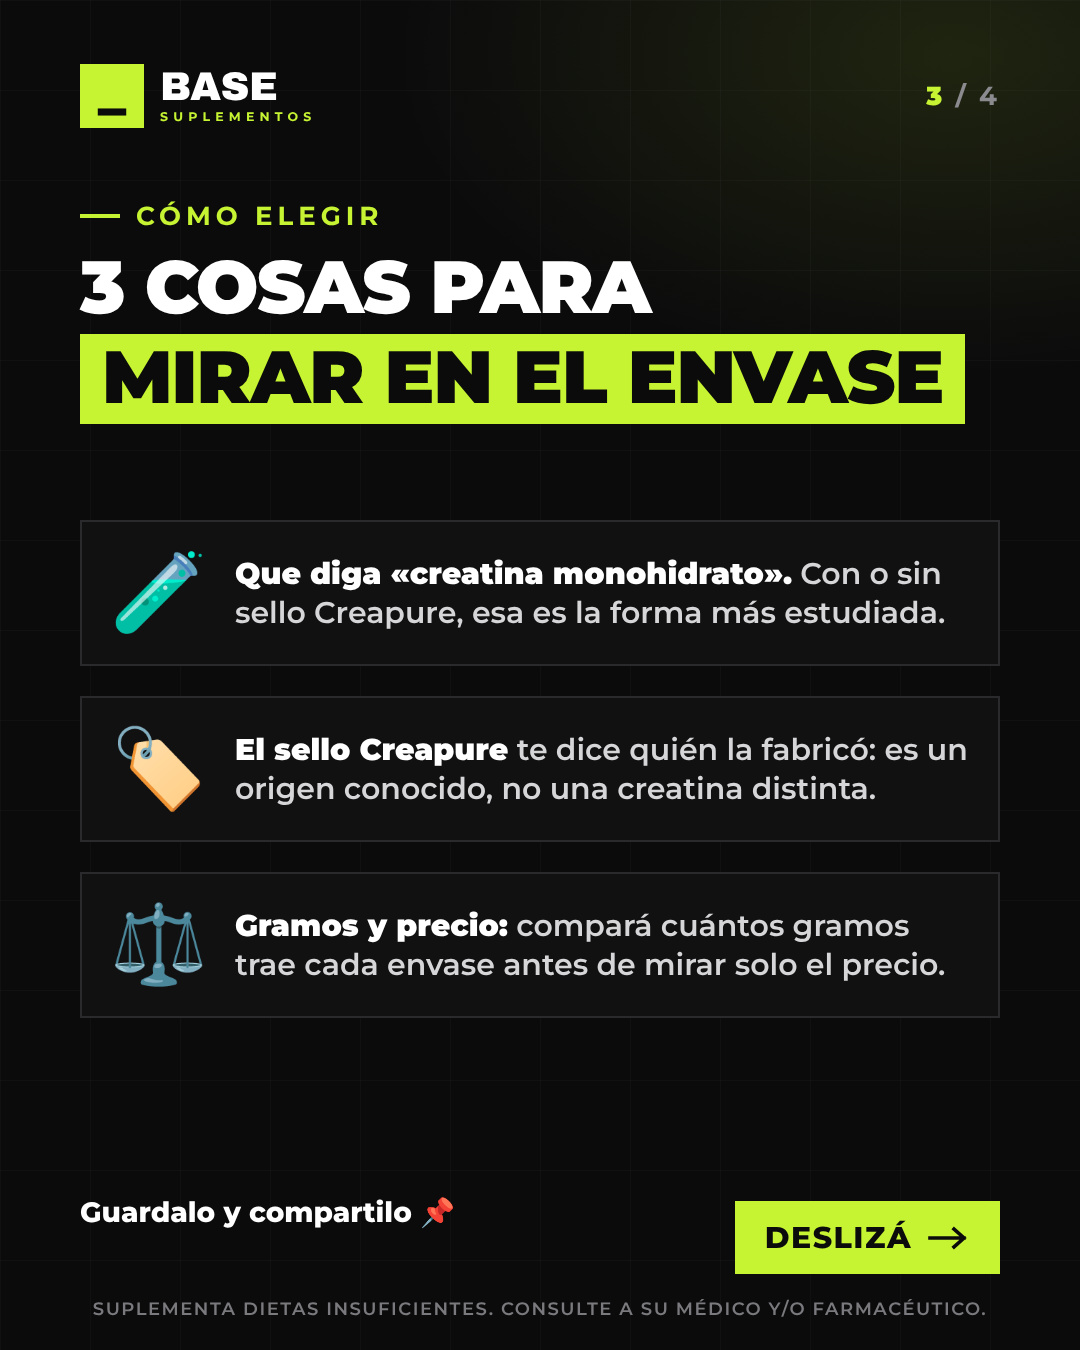 BASE
SUPLEMENTOS
3 / 4
CÓMO ELEGIR
3 COSAS PARA
MIRAR EN EL ENVASE
Que diga «creatina monohidrato». Con o sin
sello Creapure, esa es la forma más estudiada.
El sello Creapure te dice quién la fabricó: es un
origen conocido, no una creatina distinta.
Gramos y precio: compará cuántos gramos
trae cada envase antes de mirar solo el precio.
Guardalo y compartilo 📌
DESLIZÁ →
SUPLEMENTA DIETAS INSUFICIENTES. CONSULTE A SU MÉDICO Y/O FARMACÉUTICO.